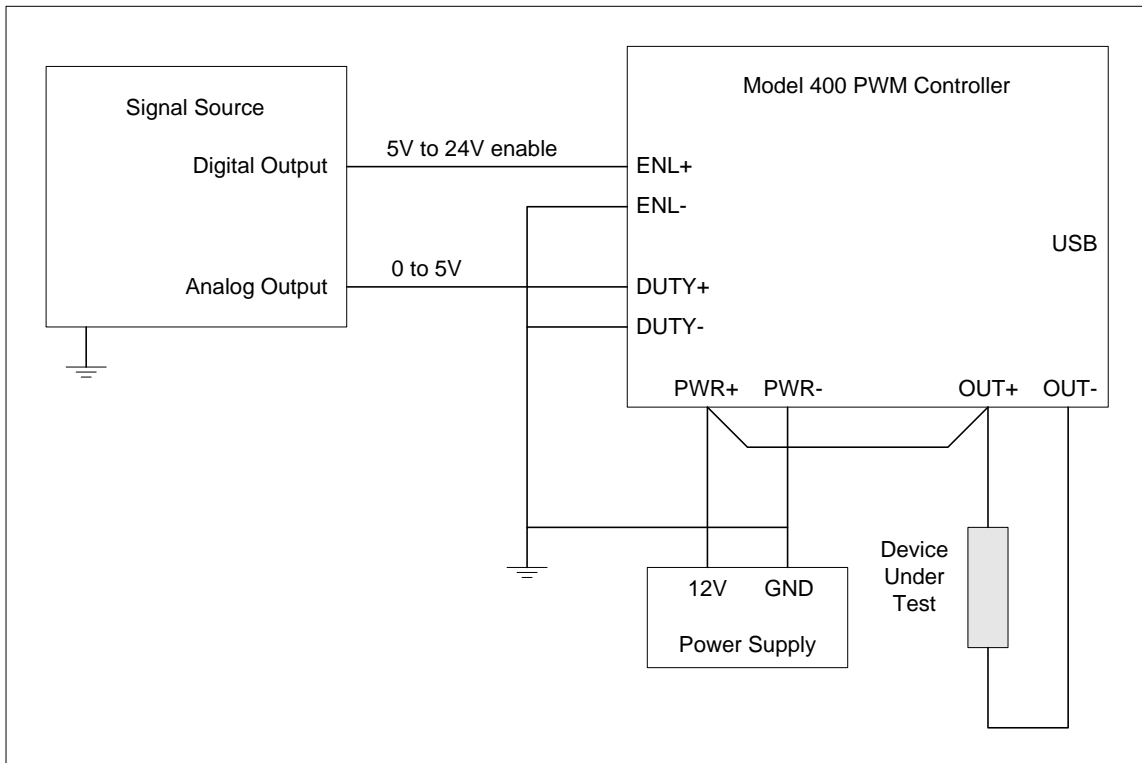 Model 400 PWM Controller
Signal Source
5V to 24V enable
Digital Output
ENL+
ENL-
USB
0 to 5V
Analog Output
DUTY+
DUTY-
PWR+ PWR- OUT+ OUT-
Device
Under
Test
12V GND
Power Supply